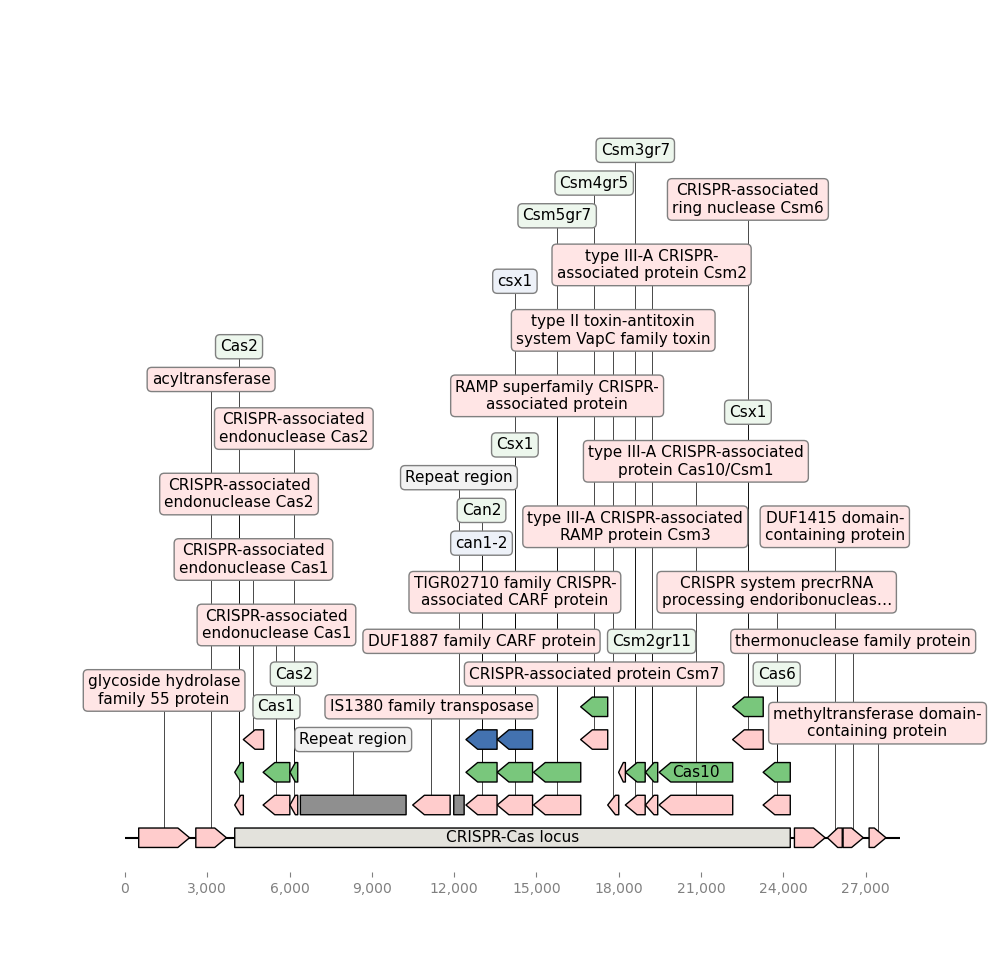 Csm3gr7
Csm4gr5
CRISPR-associated
ring nuclease Csm6
Csm5gr7
type III-A CRISPR-
associated protein Csm2
csx1
type II toxin-antitoxin
system VapC family toxin
Cas2
acyltransferase
RAMP superfamily CRISPR-
associated protein
Csx1
CRISPR-associated
endonuclease Cas2
Csx1
type III-A CRISPR-associated
protein Cas10/Csm1
Repeat region
CRISPR-associated
endonuclease Cas2
Can2
type III-A CRISPR-associated
RAMP protein Csm3
DUF1415 domain-
containing protein
can1-2
CRISPR-associated
endonuclease Cas1
TIGR02710 family CRISPR-
associated CARF protein
CRISPR system precrRNA
processing endoribonucleas...
CRISPR-associated
endonuclease Cas1
DUF1887 family CARF protein
Csm2gr11
thermonuclease family protein
Cas2
CRISPR-associated protein Csm7
Cas6
glycoside hydrolase
family 55 protein
Cas1
IS1380 family transposase
methyltransferase domain-
containing protein
Repeat region
Cas10
CRISPR-Cas locus
0
3,000
6,000
9,000
12,000
15,000
18,000
21,000
24,000
27,000